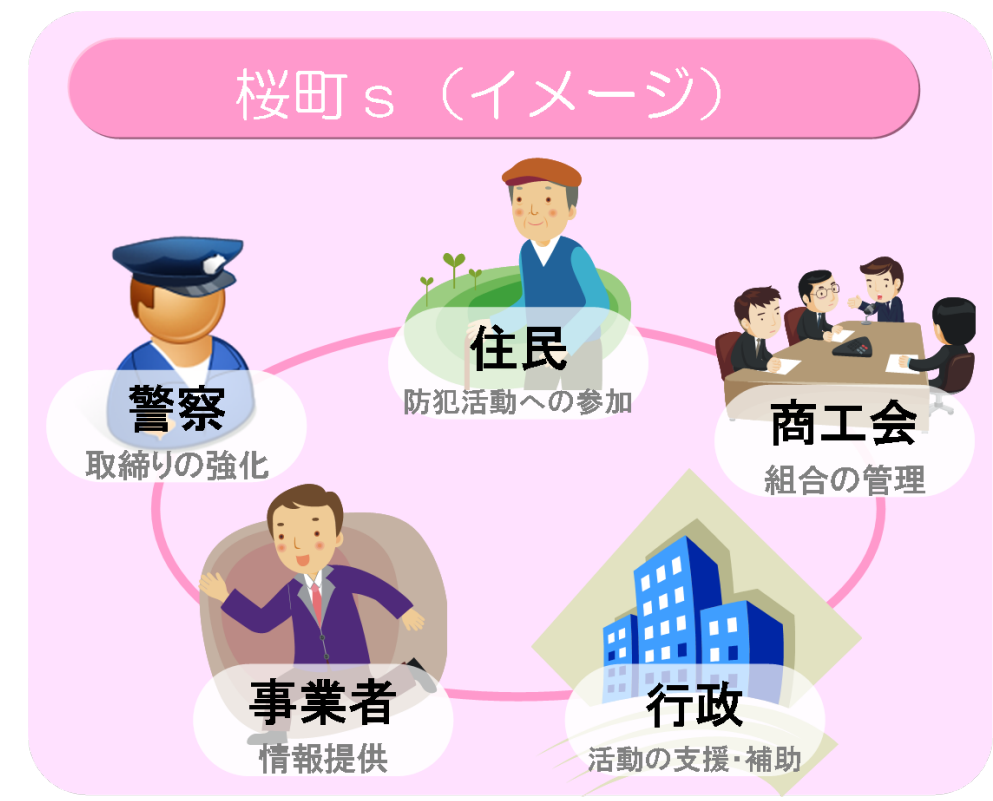 桜町ｓ（イメージ）
住民
防犯活動への参加
警察
取締りの強化
商工会
組合の管理
事業者
情報提供
行政
活動の支援・補助